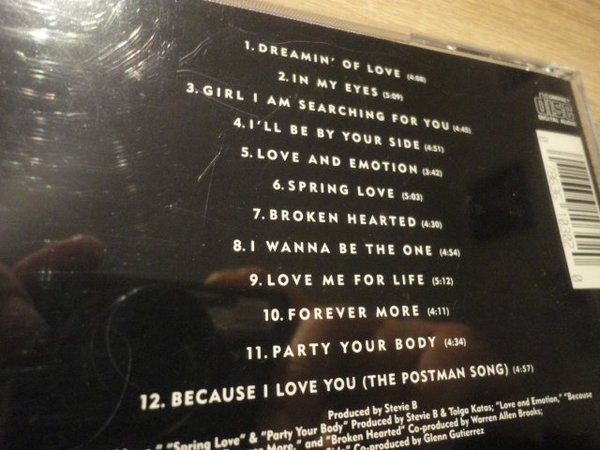 1. DREAMIN' OF LOVE (4:08)
2. IN MY EYES (5:09)
3. GIRL I AM SEARCHING FOR YOU (4:45)
4. I'LL BE BY YOUR SIDE (4:51)
5. LOVE AND EMOTION (3:42)
6. SPRING LOVE (5:03)
7. BROKEN HEARTED (4:30)
8. I WANNA BE THE ONE (4:54)
9. LOVE ME FOR LIFE (5:12)
10. FOREVER MORE (4:11)
11. PARTY YOUR BODY (4:34)
12. BECAUSE I LOVE YOU (THE POSTMAN SONG) (4:57)
COMPACT
disc
DIGITAL AUDIO
Produced by Stevie B
"Spring Love" & "Party Your Body" Produced by Stevie B & Tolga Katas; "Love and Emotion," "Because
More," and "Broken Hearted" Co-produced by Warren Allen Brooks;
Co-produced by Glenn Gutierrez